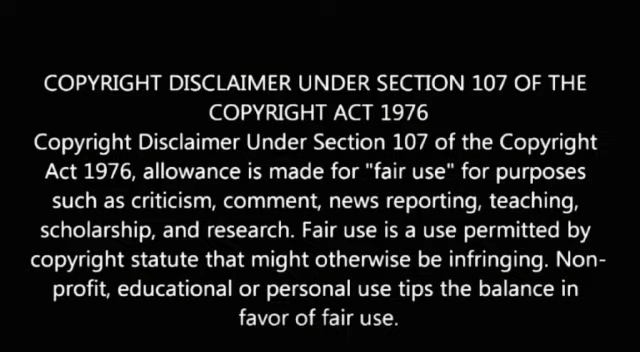 COPYRIGHT DISCLAIMER UNDER SECTION 107 OF THE
COPYRIGHT ACT 1976
Copyright Disclaimer Under Section 107 of the Copyright
Act 1976, allowance is made for "fair use" for purposes
such as criticism, comment, news reporting, teaching,
scholarship, and research. Fair use is a use permitted by
copyright statute that might otherwise be infringing. Non-
profit, educational or personal use tips the balance in
favor of fair use.